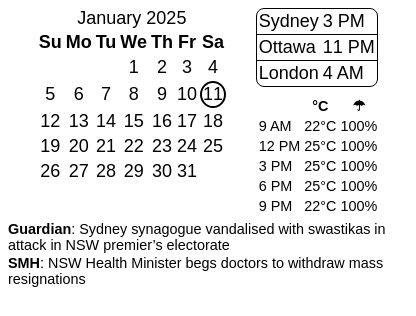 January 2025
Su Mo Tu We Th Fr Sa
1 2 3 4
5 6 7 8 9 10 11
12 13 14 15 16 17 18
19 20 21 22 23 24 25
26 27 28 29 30 31
Sydney 3 PM
Ottawa 11 PM
London 4 AM
°C ☂
9 AM 22°C 100%
12 PM 25°C 100%
3 PM 25°C 100%
6 PM 25°C 100%
9 PM 22°C 100%
Guardian: Sydney synagogue vandalised with swastikas in
attack in NSW premier’s electorate
SMH: NSW Health Minister begs doctors to withdraw mass
resignations